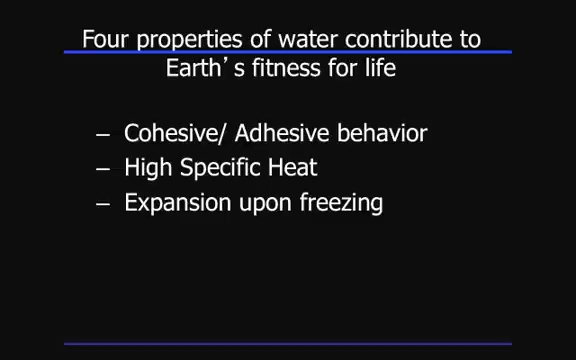 Four properties of water contribute to
Earth’s fitness for life
– Cohesive/ Adhesive behavior
– High Specific Heat
– Expansion upon freezing